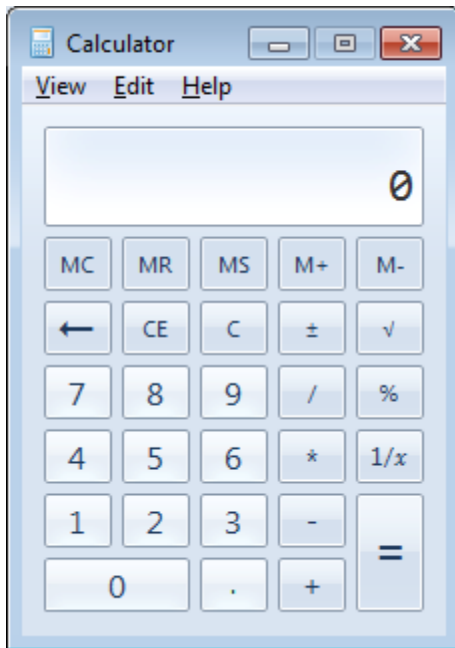 Calculator
View Edit Help
0
MC MR MS M+ M-
← CE C ± √
7 8 9 / %
4 5 6 * 1/x
1 2 3 - =
0 . +